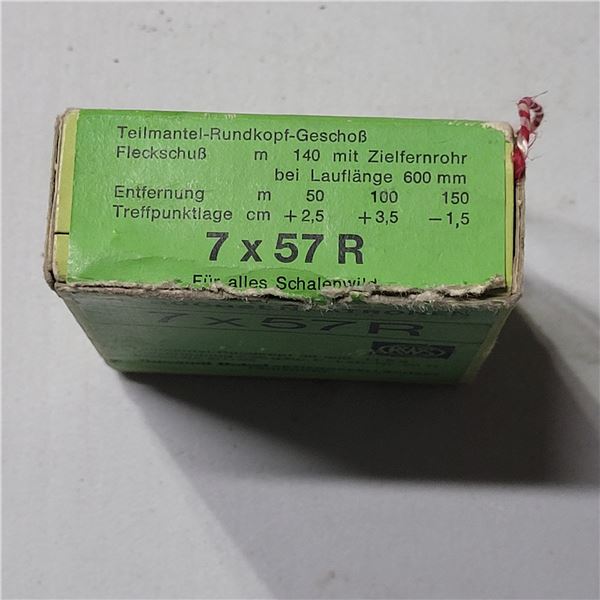 Teilmantel-Rundkopf-Geschoß
Fleckschuß m 140 mit Zielfernrohr
bei Lauflänge 600 mm
Entfernung m 50 100 150
Treffpunktlage cm +2,5 +3,5 -1,5
7 x 57 R
Für alles Schalenwild
7 x 57 R
RWS